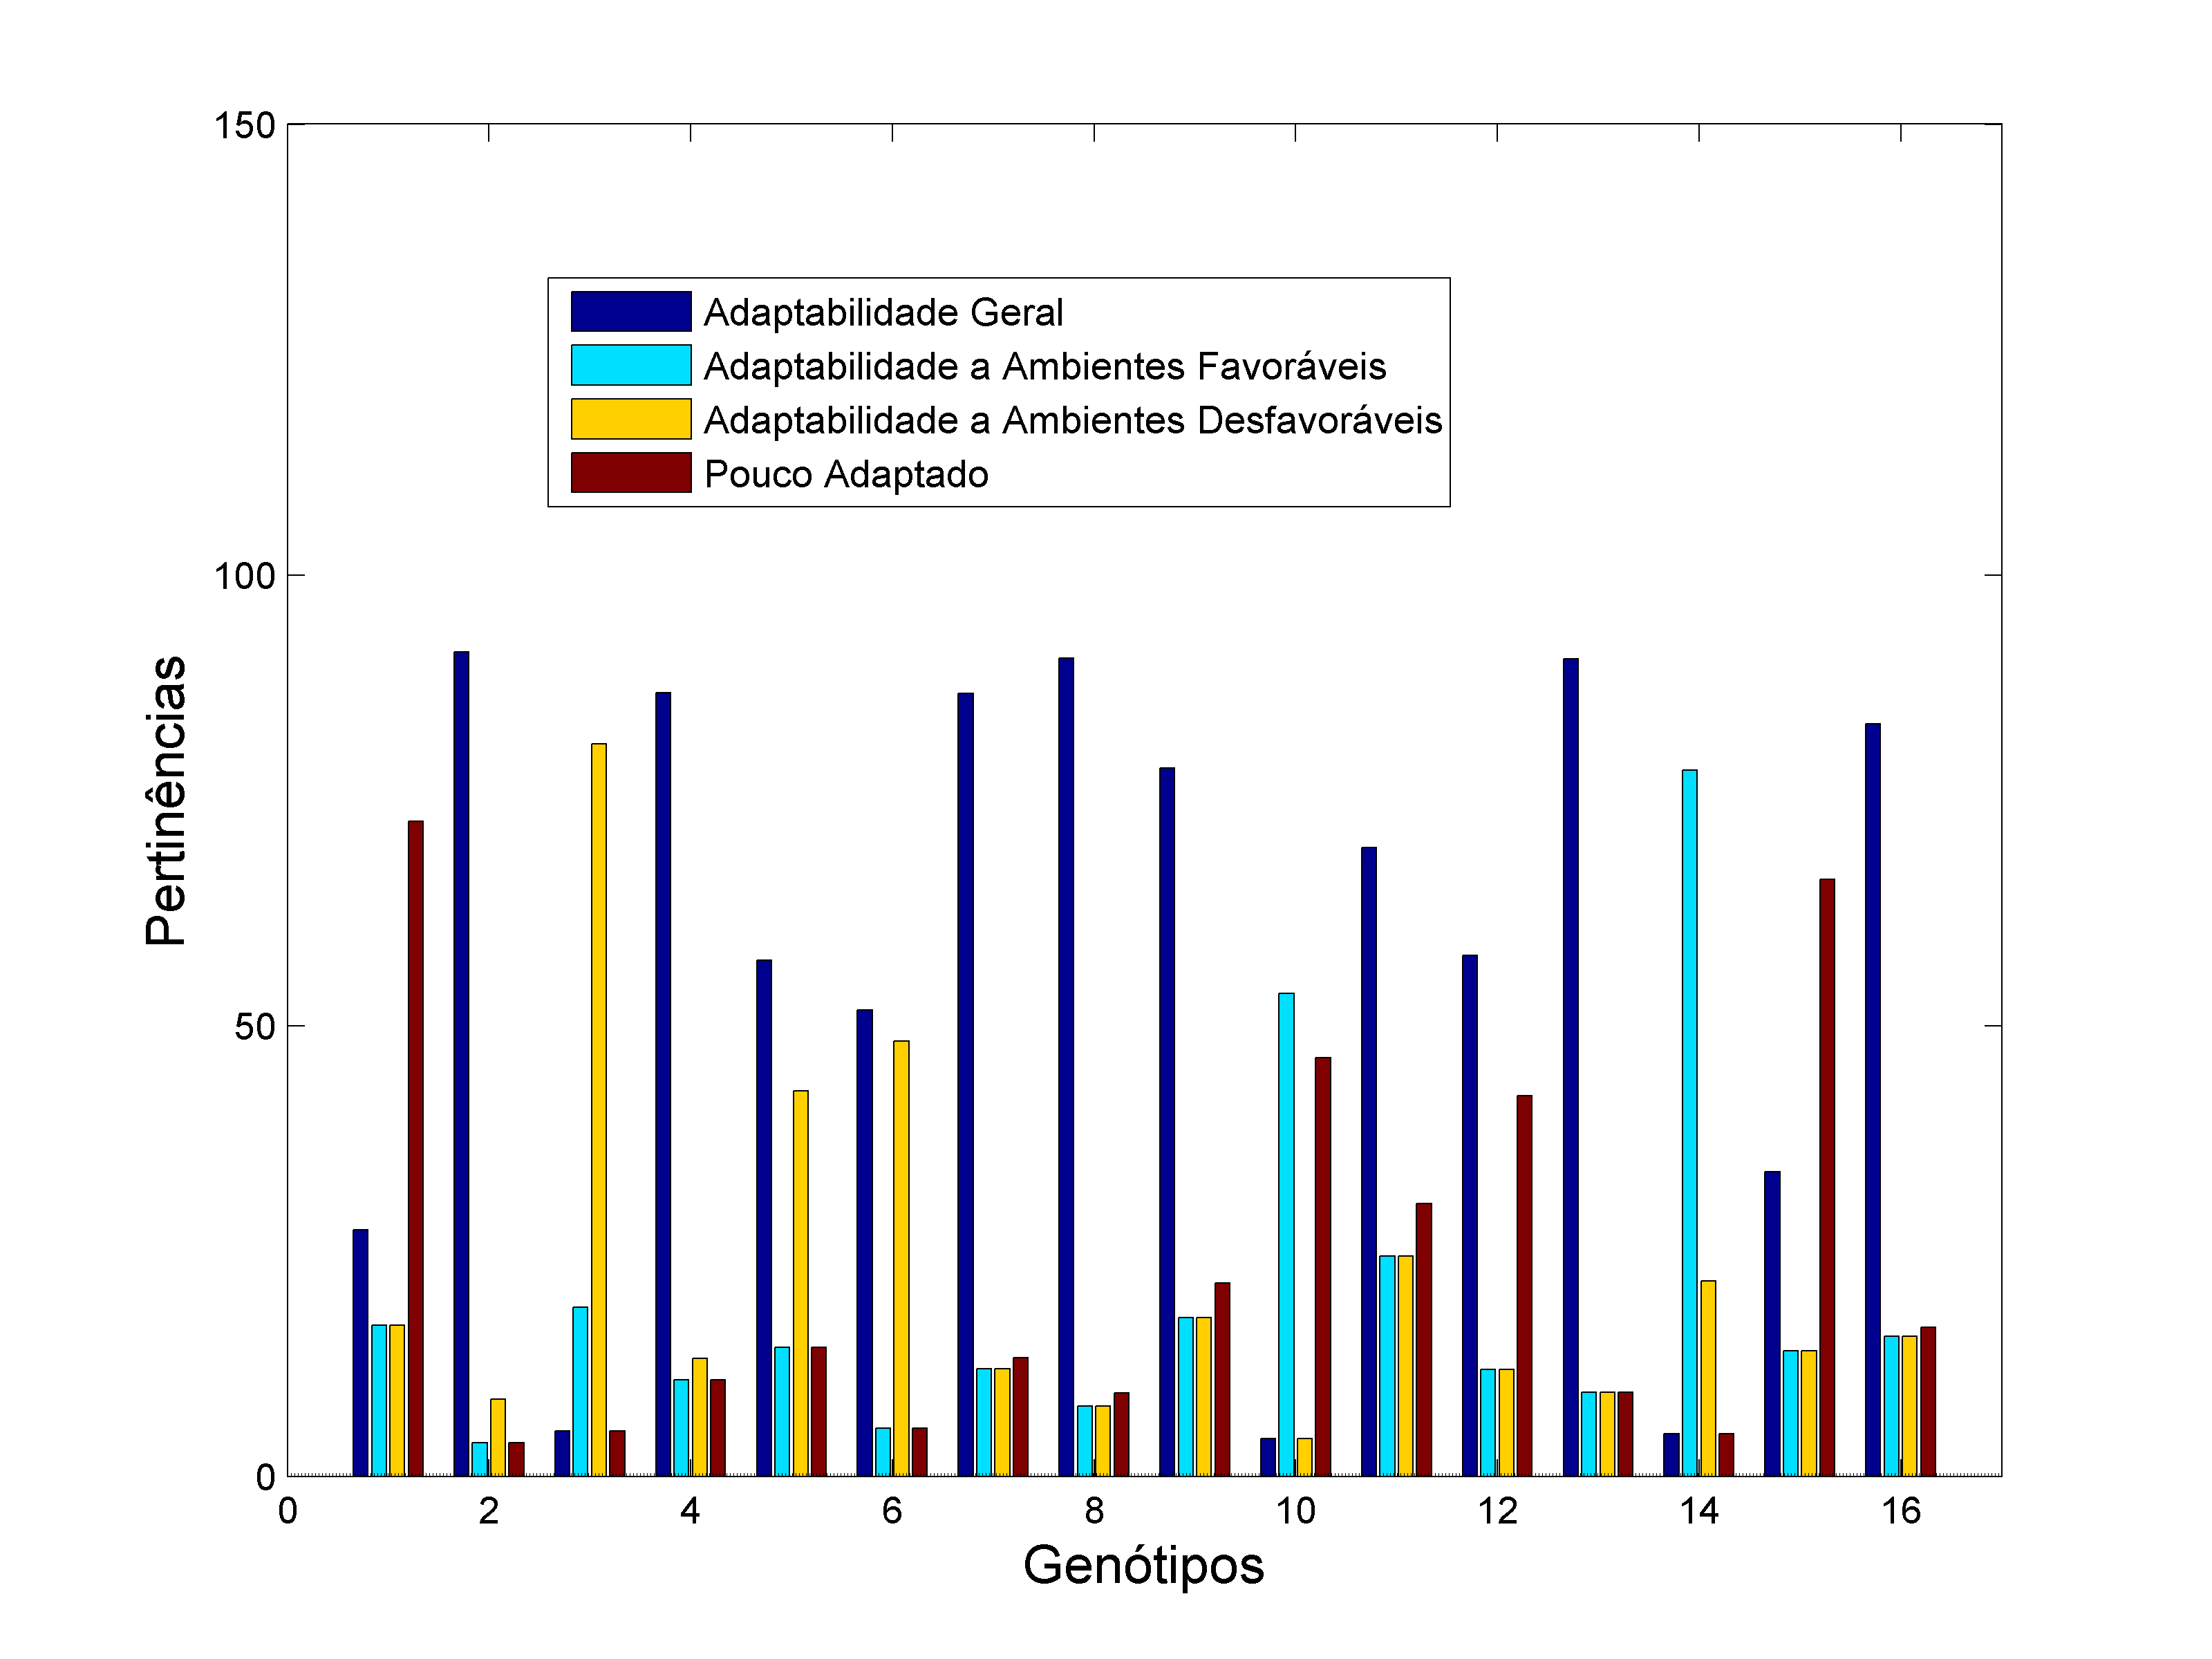 150
Adaptabilidade Geral
Adaptabilidade a Ambientes Favoráveis
Adaptabilidade a Ambientes Desfavoráveis
Pouco Adaptado
100
Pertinências
50
0
0 2 4 6 8 10 12 14 16
Genótipos